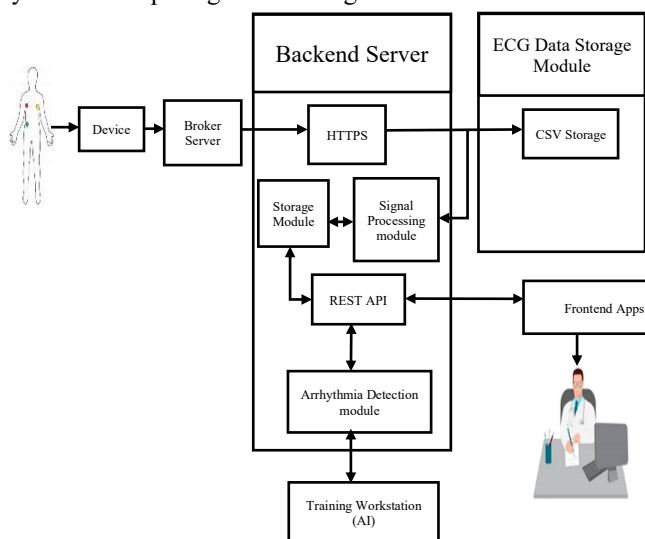 Backend Server
ECG Data Storage
Module
Device
Broker
Server
HTTPS
CSV Storage
Storage
Module
Signal
Processing
module
REST API
Frontend Apps
Arrhythmia Detection
module
Training Workstation
(AI)